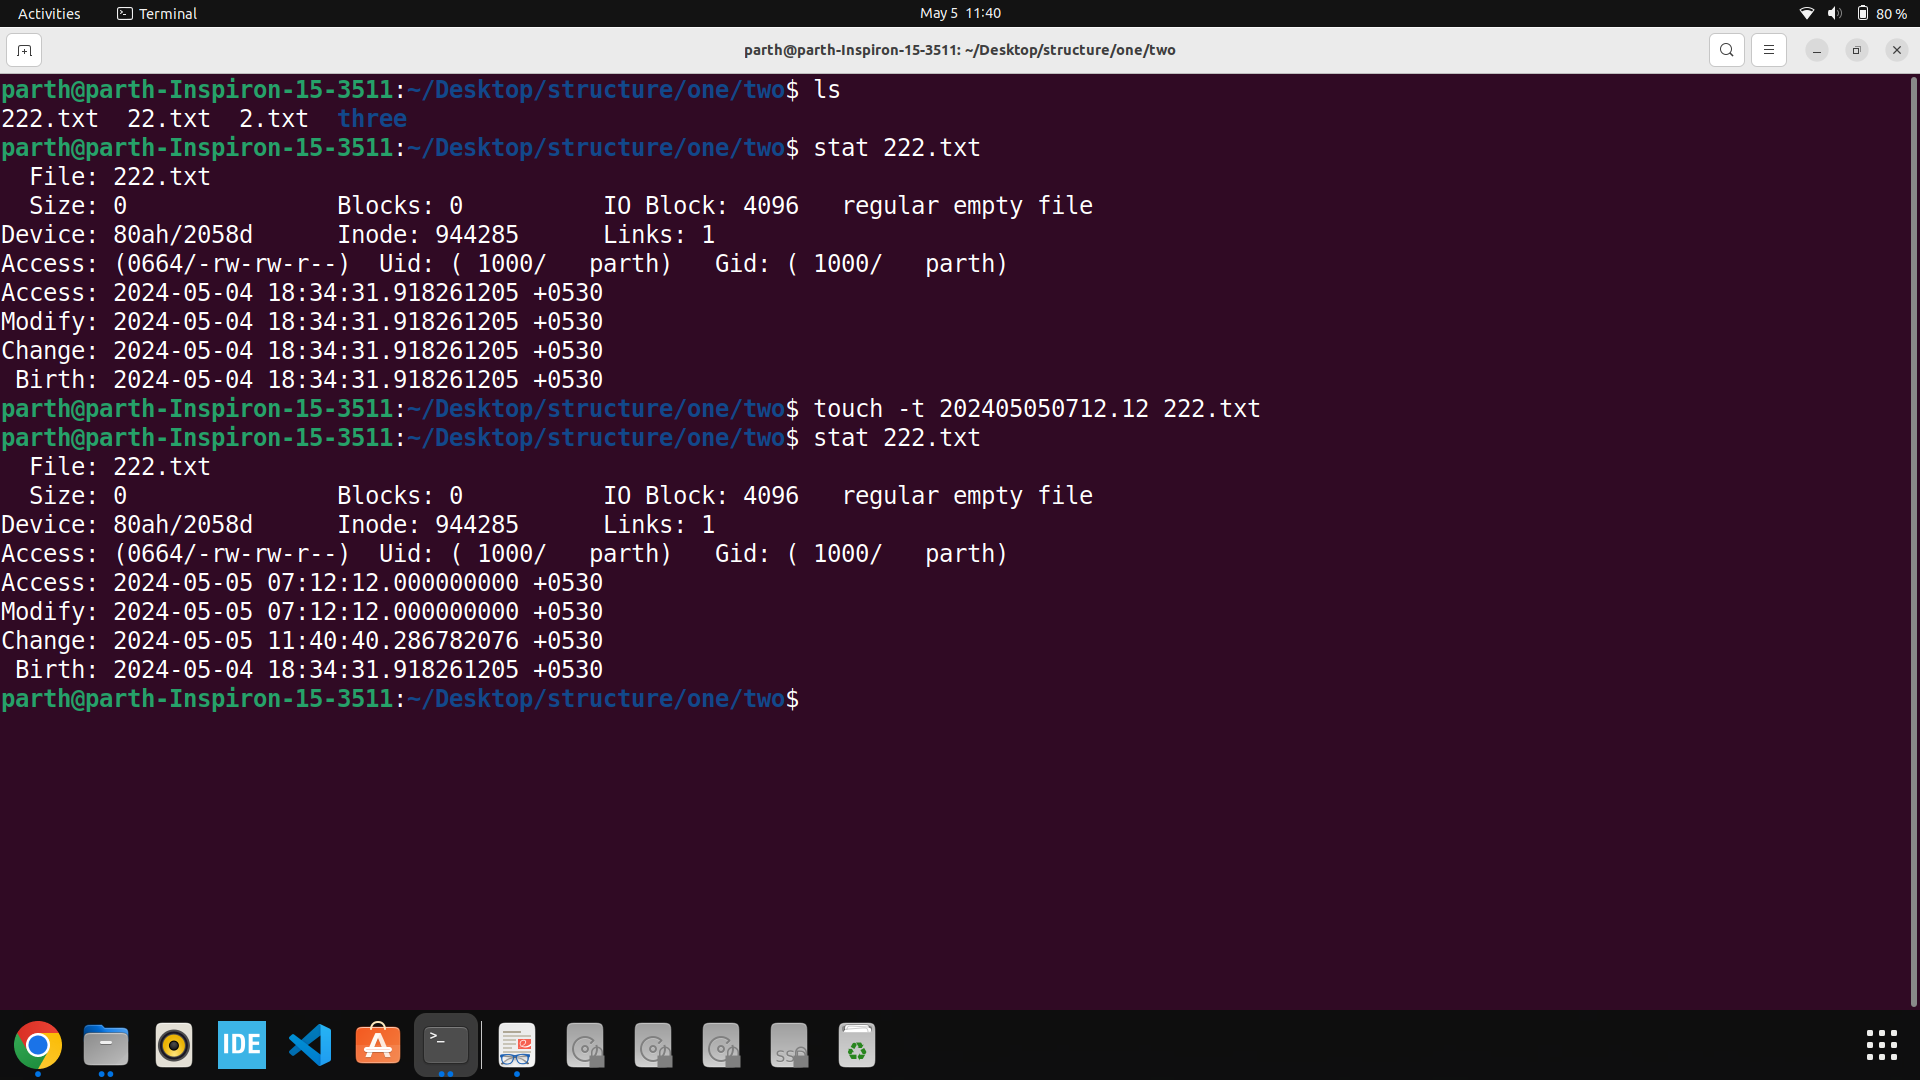 Activities Terminal May 5 11:40 80 %
parth@parth-Inspiron-15-3511: ~/Desktop/structure/one/two
parth@parth-Inspiron-15-3511:~/Desktop/structure/one/two$ ls
222.txt  22.txt  2.txt  three
parth@parth-Inspiron-15-3511:~/Desktop/structure/one/two$ stat 222.txt
  File: 222.txt
  Size: 0               Blocks: 0          IO Block: 4096   regular empty file
Device: 80ah/2058d      Inode: 944285      Links: 1
Access: (0664/-rw-rw-r--)  Uid: ( 1000/   parth)   Gid: ( 1000/   parth)
Access: 2024-05-04 18:34:31.918261205 +0530
Modify: 2024-05-04 18:34:31.918261205 +0530
Change: 2024-05-04 18:34:31.918261205 +0530
 Birth: 2024-05-04 18:34:31.918261205 +0530
parth@parth-Inspiron-15-3511:~/Desktop/structure/one/two$ touch -t 202405050712.12 222.txt
parth@parth-Inspiron-15-3511:~/Desktop/structure/one/two$ stat 222.txt
  File: 222.txt
  Size: 0               Blocks: 0          IO Block: 4096   regular empty file
Device: 80ah/2058d      Inode: 944285      Links: 1
Access: (0664/-rw-rw-r--)  Uid: ( 1000/   parth)   Gid: ( 1000/   parth)
Access: 2024-05-05 07:12:12.000000000 +0530
Modify: 2024-05-05 07:12:12.000000000 +0530
Change: 2024-05-05 11:40:40.286782076 +0530
 Birth: 2024-05-04 18:34:31.918261205 +0530
parth@parth-Inspiron-15-3511:~/Desktop/structure/one/two$
IDE >_ SS